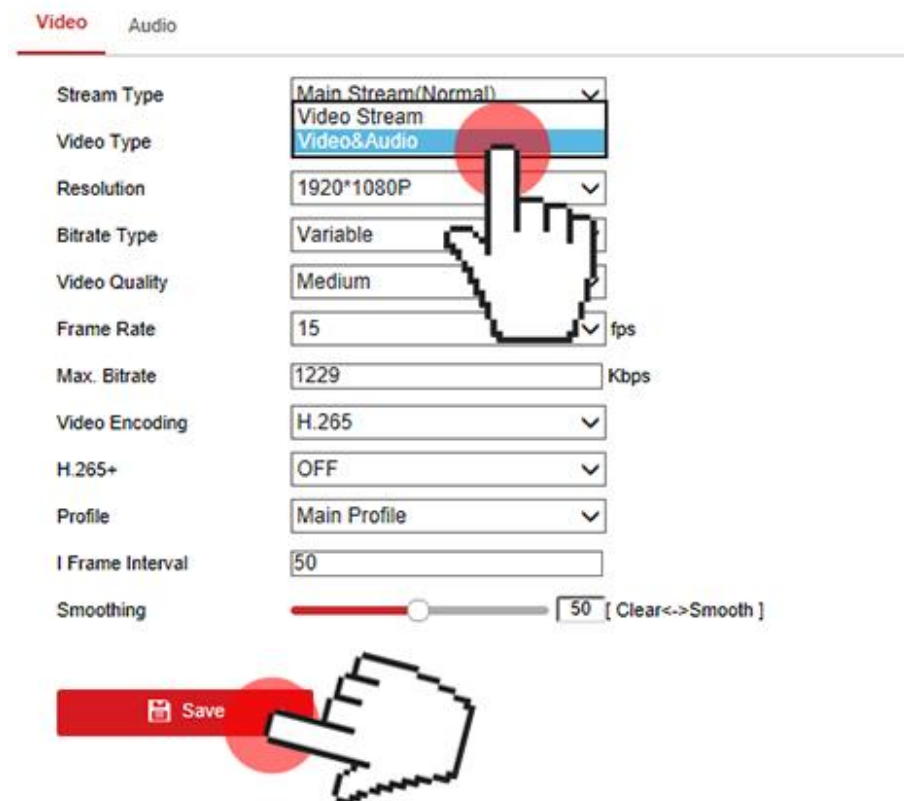 Video Audio
Stream Type Main Stream(Normal)
Video Stream
Video Type Video&Audio
Resolution 1920*1080P
Bitrate Type Variable
Video Quality Medium
Frame Rate 15 fps
Max. Bitrate 1229 Kbps
Video Encoding H.265
H.265+ OFF
Profile Main Profile
I Frame Interval 50
Smoothing 50 [ Clear<->Smooth ]
Save